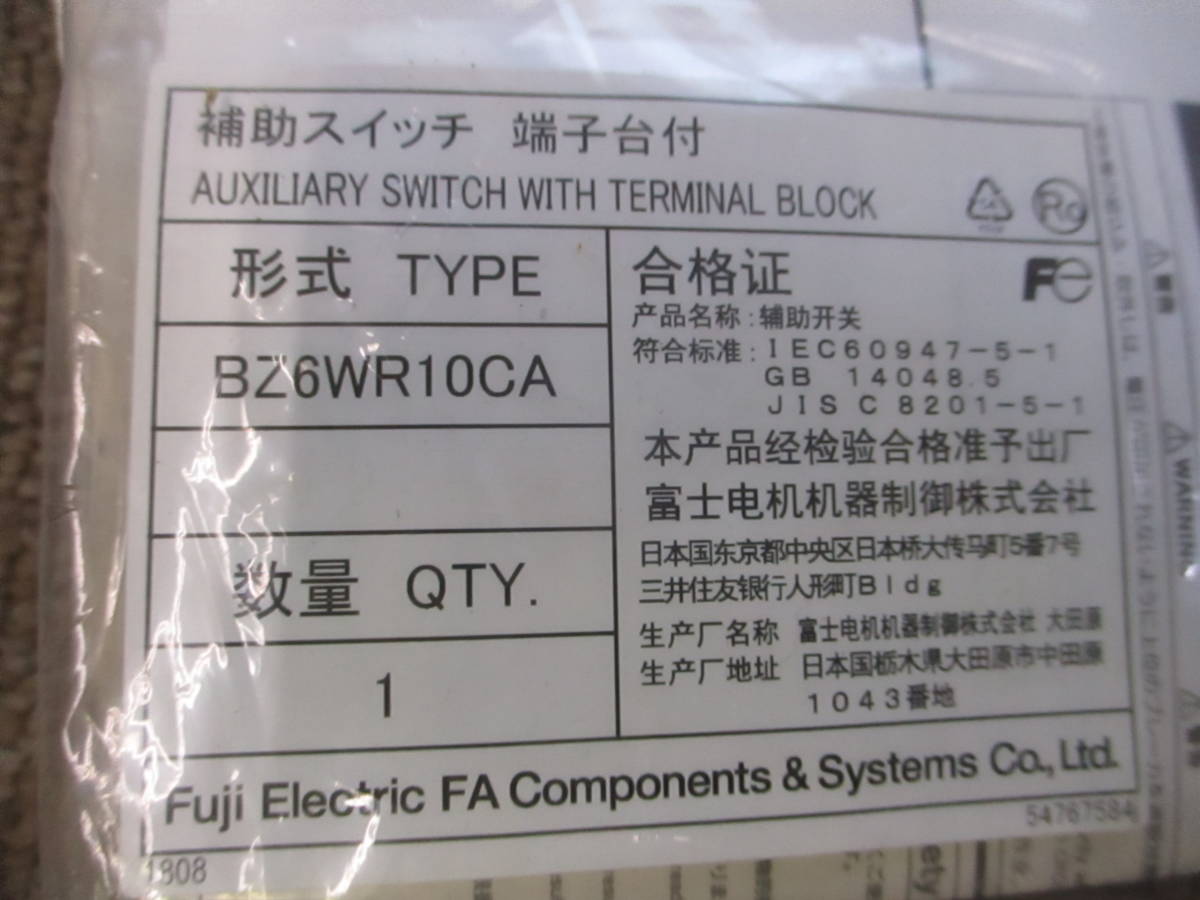 補助スイッチ 端子台付
AUXILIARY SWITCH WITH TERMINAL BLOCK
Ro
形式 TYPE
BZ6WR10CA
数量 QTY.
1
合格证
Fe
产品名称:辅助开关
符合标准:IEC60947-5-1
GB 14048.5
JIS C 8201-5-1
本产品经检验合格准予出厂
富士电机机器制御株式会社
日本国东京都中央区日本桥大传马町5番7号
三井住友银行人形町Bldg
生产厂名称 富士电机机器制御株式会社 大田原
生产厂地址 日本国栃木県大田原市中田原
1043番地
Fuji Electric FA Components & Systems Co., Ltd.
54767584
1808
WARNIN
ety